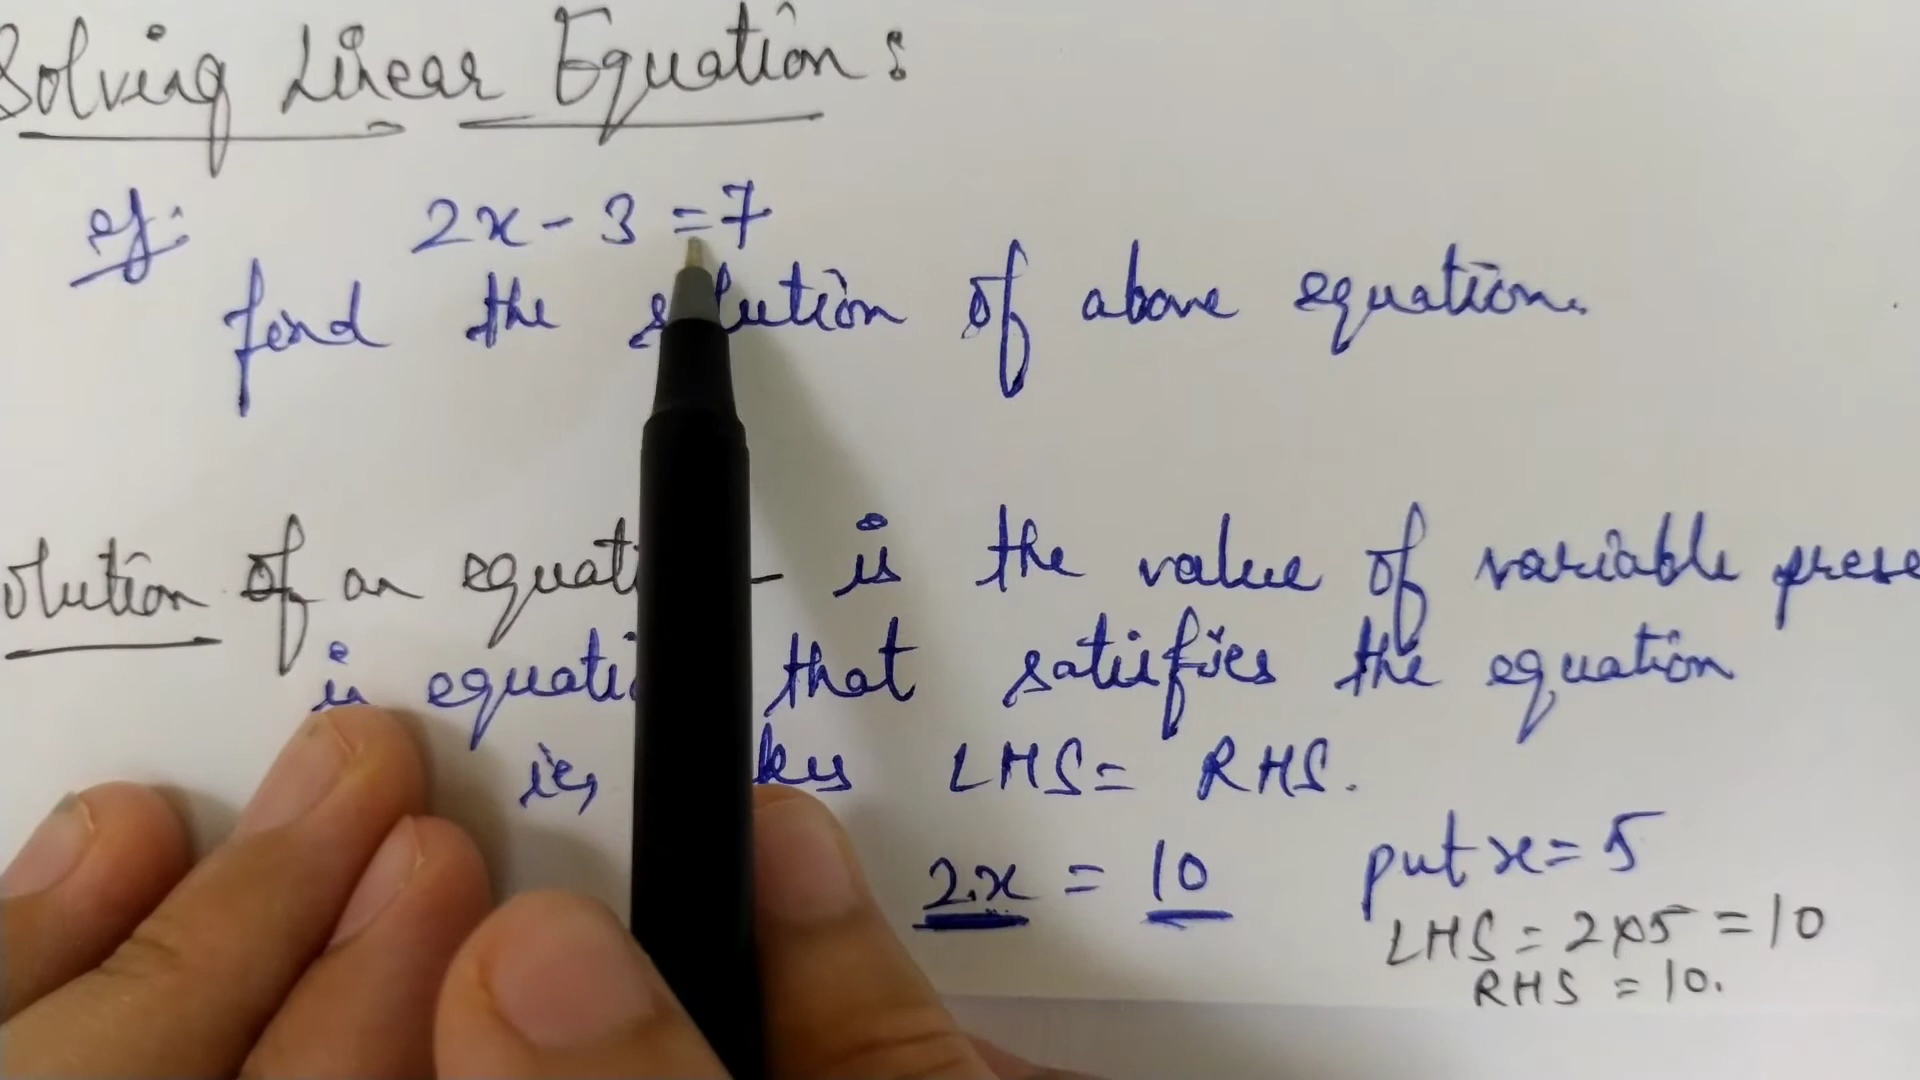 Solving Linear Equation:
eg: 2x - 3 = 7
find the solution of above equation.
olution of an equati - is the value of variable prese
in equati that satisfies the equation
ie, kes LHS = RHS.
2.x = 10 put x = 5
LHS = 2x5 = 10
RHS = 10.